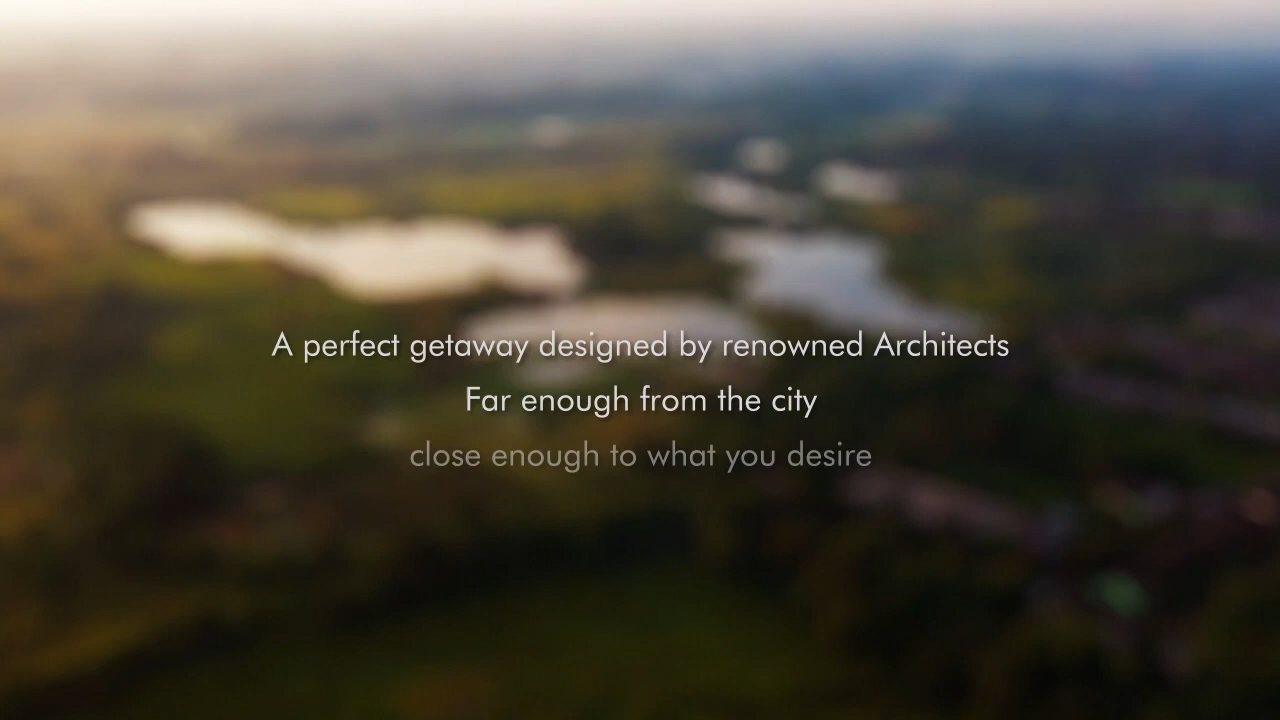 A perfect getaway designed by renowned Architects
Far enough from the city
close enough to what you desire